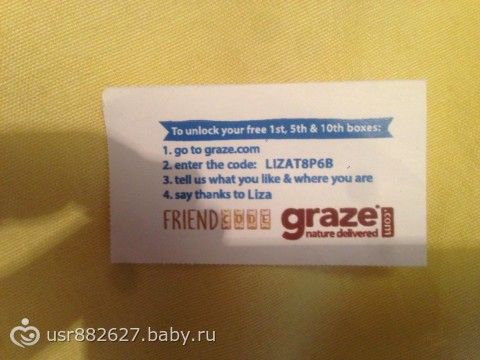 To unlock your free 1st, 5th & 10th boxes:
1. go to graze.com
2. enter the code: LIZAT8P6B
3. tell us what you like & where you are
4. say thanks to Liza
FRIEND CODE graze .com
nature delivered
usr882627.baby.ru